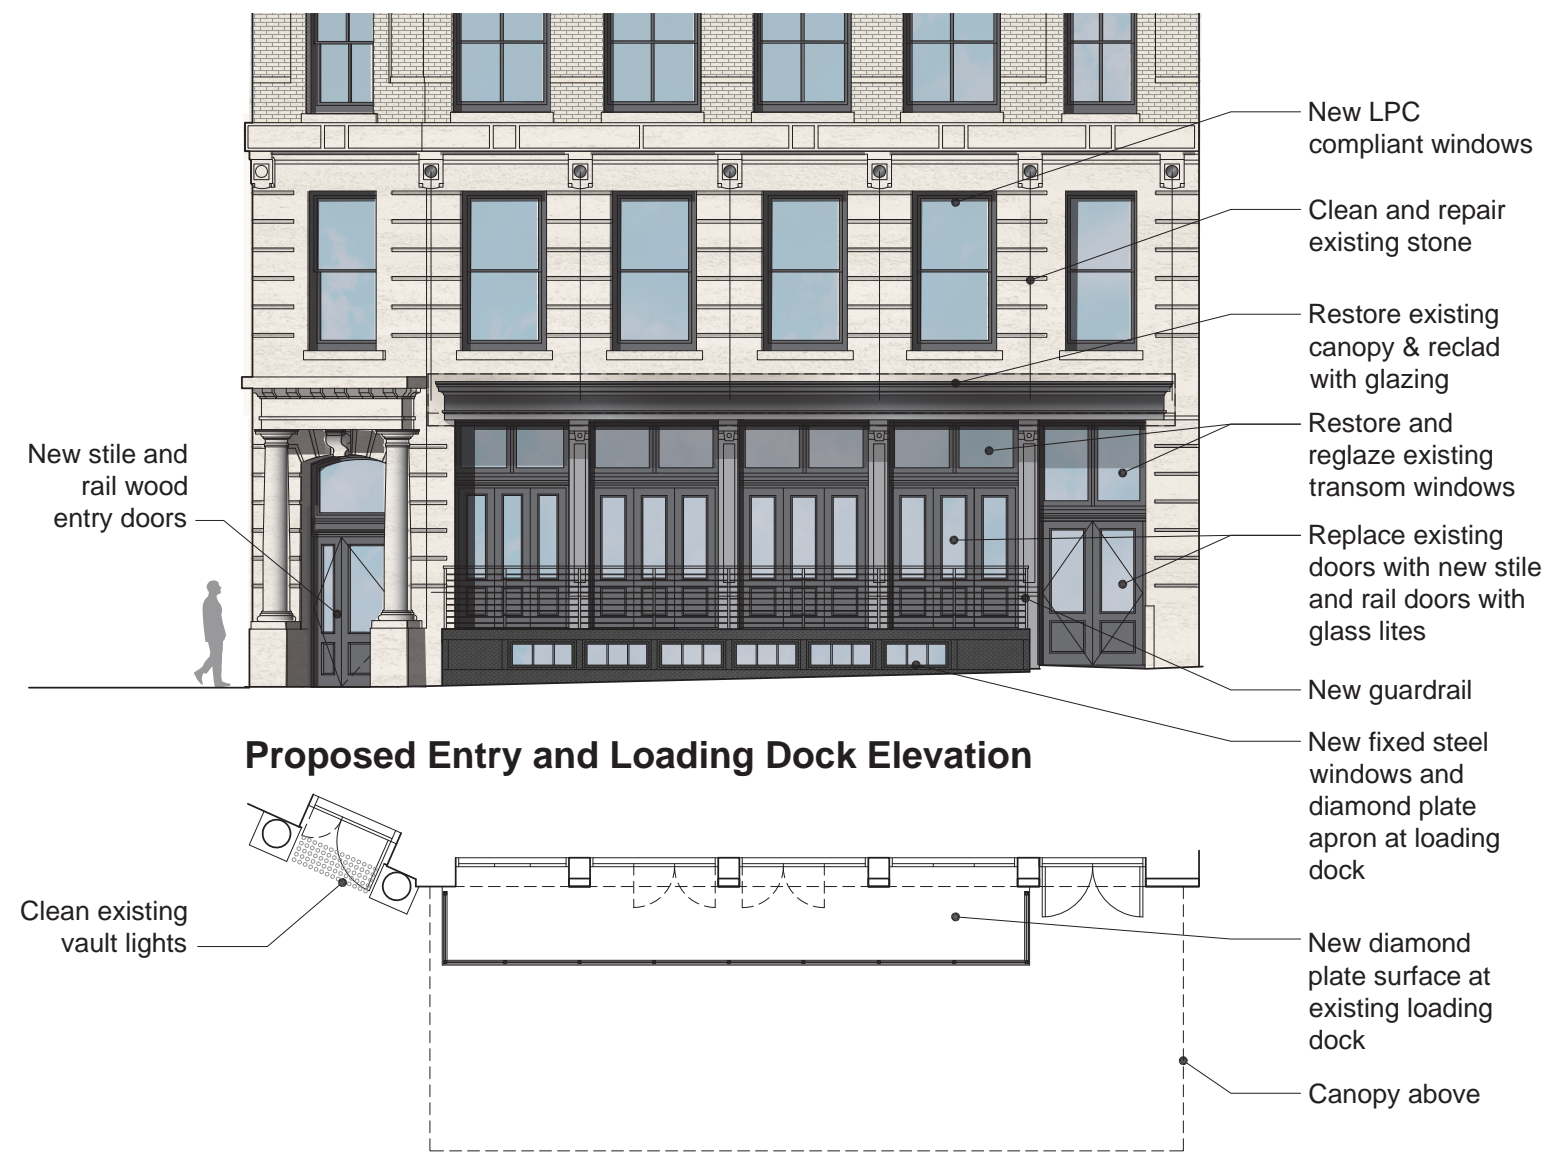 New LPC
compliant windows
Clean and repair
existing stone
Restore existing
canopy & reclad
with glazing
Restore and
reglaze existing
transom windows
New stile and
rail wood
entry doors
Replace existing
doors with new stile
and rail doors with
glass lites
New guardrail
New fixed steel
windows and
diamond plate
apron at loading
dock
Proposed Entry and Loading Dock Elevation
Clean existing
vault lights
New diamond
plate surface at
existing loading
dock
Canopy above